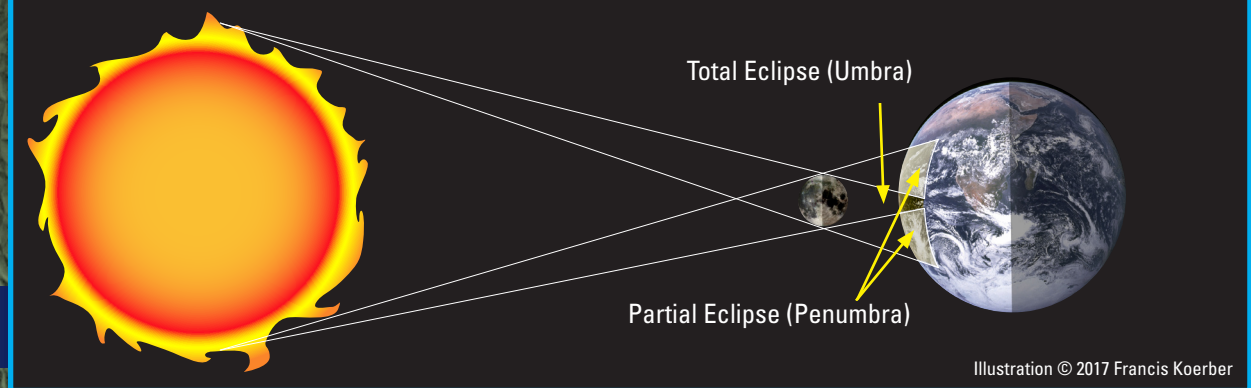 Total Eclipse (Umbra)
Partial Eclipse (Penumbra)
Illustration © 2017 Francis Koerber